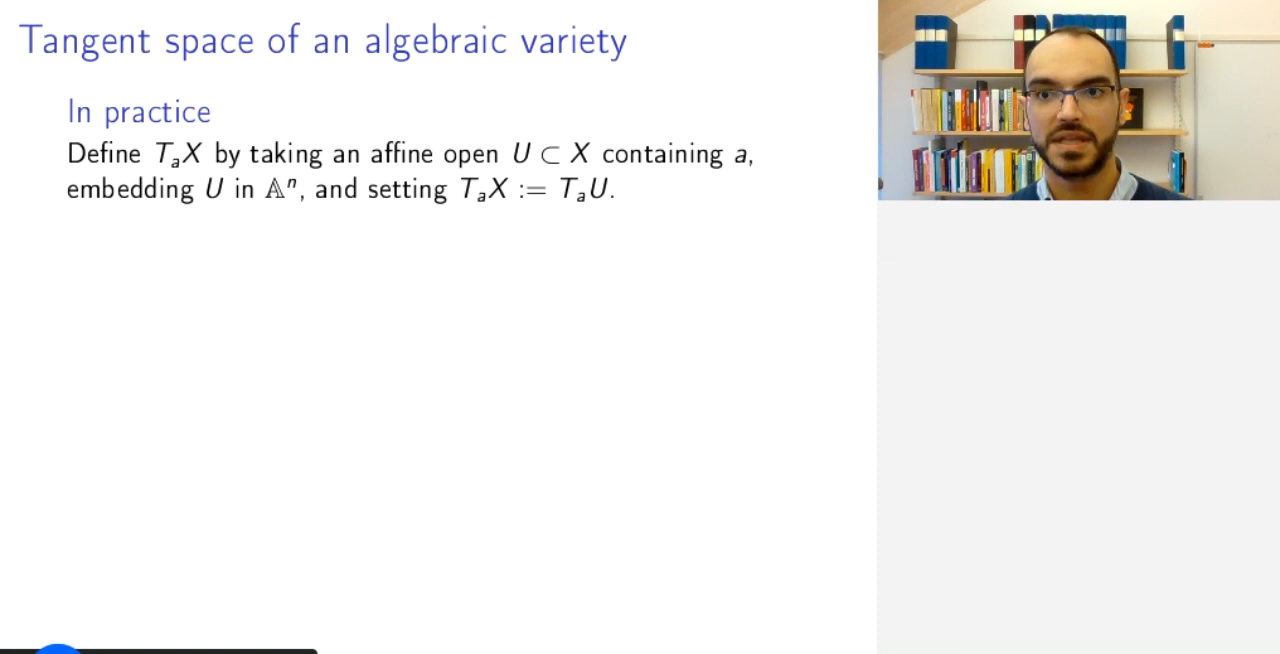 Tangent space of an algebraic variety
In practice
Define TₐX by taking an affine open U ⊂ X containing a,
embedding U in 𝔸ⁿ, and setting TₐX := TₐU.